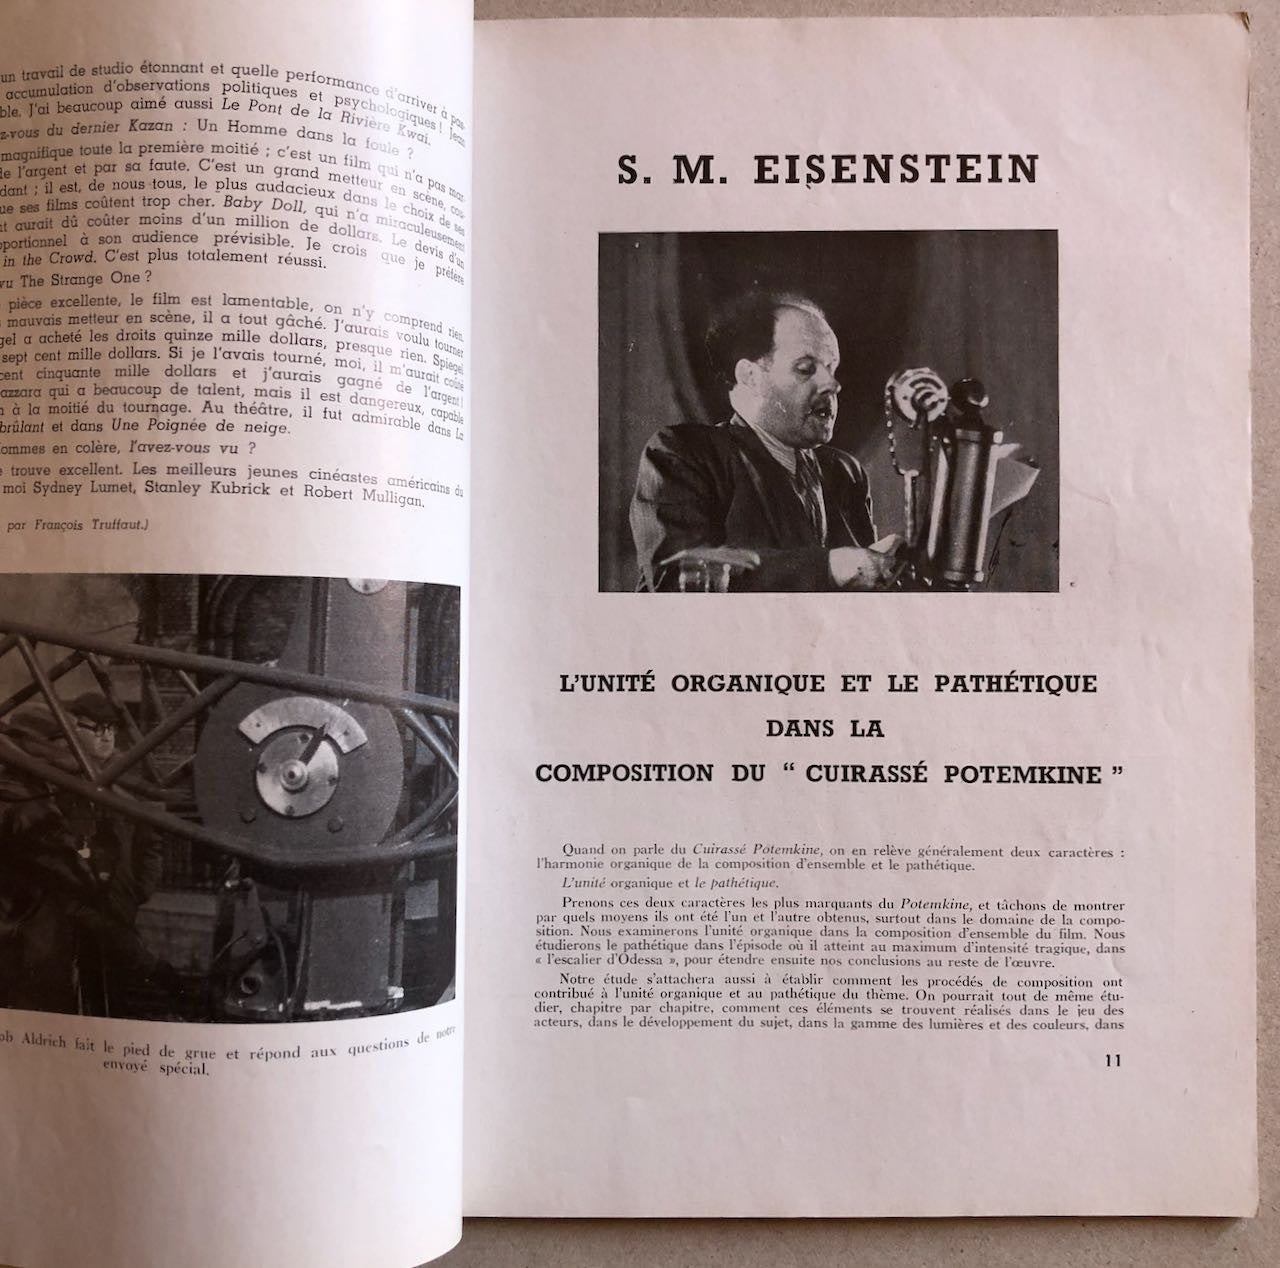 un travail de studio étonnant et quelle performance d'arriver à pas-
accumulation d'observations politiques et psychologiques ! Jean
ble. J'ai beaucoup aimé aussi Le Pont de la Rivière Kwai.
z-vous du dernier Kazan : Un Homme dans la foule ?
magnifique toute la première moitié ; c'est un film qui n'a pas mar-
le l'argent et par sa faute. C'est un grand metteur en scène, cou-
dant ; il est, de nous tous, le plus audacieux dans le choix de ses
ue ses films coûtent trop cher. Baby Doll, qui n'a miraculeusement
t aurait dû coûter moins d'un million de dollars. Le devis d'un
oportionnel à son audience prévisible. Je crois que je préfère
in the Crowd. C'est plus totalement réussi.
vu The Strange One ?
pièce excellente, le film est lamentable, on n'y comprend rien.
mauvais metteur en scène, il a tout gâché. J'aurais voulu tourner
gel a acheté les droits quinze mille dollars, presque rien. Spiegel
sept cent mille dollars. Si je l'avais tourné, moi, il m'aurait coûté
cent cinquante mille dollars et j'aurais gagné de l'argent !
azzara qui a beaucoup de talent, mais il est dangereux, capable
à la moitié du tournage. Au théâtre, il fut admirable dans La
brûlant et dans Une Poignée de neige.
ommes en colère, l'avez-vous vu ?
trouve excellent. Les meilleurs jeunes cinéastes américains du
moi Sydney Lumet, Stanley Kubrick et Robert Mulligan.
par François Truffaut.)
ob Aldrich fait le pied de grue et répond aux questions de notre
envoyé spécial.
S. M. EISENSTEIN
L'UNITÉ ORGANIQUE ET LE PATHÉTIQUE
DANS LA
COMPOSITION DU “ CUIRASSÉ POTEMKINE ”
Quand on parle du Cuirassé Potemkine, on en relève généralement deux caractères :
l'harmonie organique de la composition d'ensemble et le pathétique.
L'unité organique et le pathétique.
Prenons ces deux caractères les plus marquants du Potemkine, et tâchons de montrer
par quels moyens ils ont été l'un et l'autre obtenus, surtout dans le domaine de la compo-
sition. Nous examinerons l'unité organique dans la composition d'ensemble du film. Nous
étudierons le pathétique dans l'épisode où il atteint au maximum d'intensité tragique, dans
« l'escalier d'Odessa », pour étendre ensuite nos conclusions au reste de l'œuvre.
Notre étude s'attachera aussi à établir comment les procédés de composition ont
contribué à l'unité organique et au pathétique du thème. On pourrait tout de même étu-
dier, chapitre par chapitre, comment ces éléments se trouvent réalisés dans le jeu des
acteurs, dans le développement du sujet, dans la gamme des lumières et des couleurs, dans
11